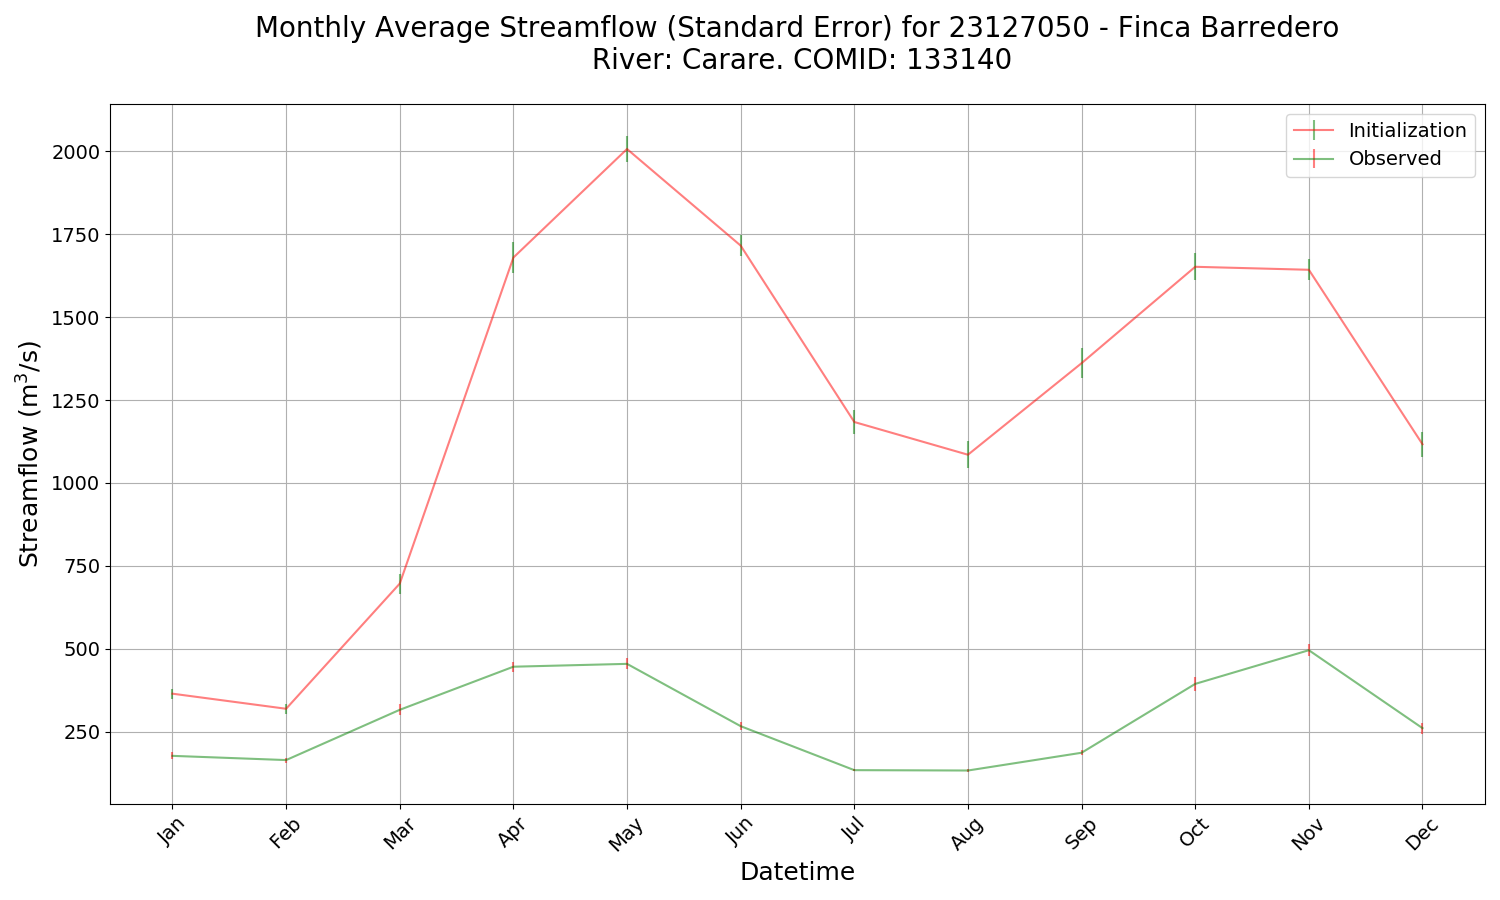 Monthly Average Streamflow (Standard Error) for 23127050 - Finca Barredero
River: Carare. COMID: 133140
Initialization
Observed
2000
1750
1500
1250
1000
750
500
250
Streamflow (m³/s)
Jan Feb Mar Apr May Jun Jul Aug Sep Oct Nov Dec
Datetime